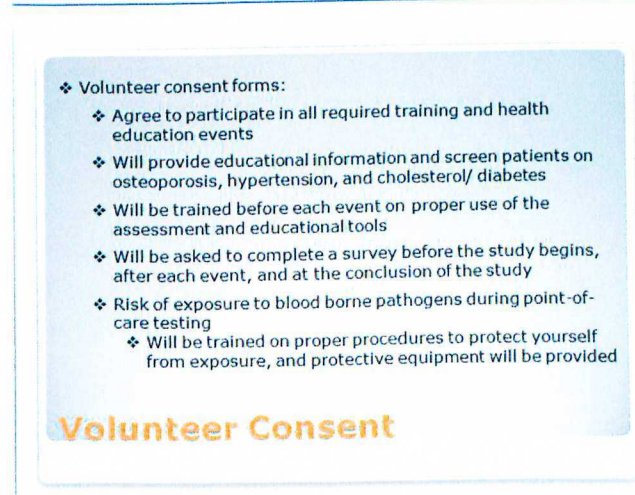 ❖ Volunteer consent forms:
❖ Agree to participate in all required training and health
education events
❖ Will provide educational information and screen patients on
osteoporosis, hypertension, and cholesterol/ diabetes
❖ Will be trained before each event on proper use of the
assessment and educational tools
❖ Will be asked to complete a survey before the study begins,
after each event, and at the conclusion of the study
❖ Risk of exposure to blood borne pathogens during point-of-
care testing
❖ Will be trained on proper procedures to protect yourself
from exposure, and protective equipment will be provided
Volunteer Consent